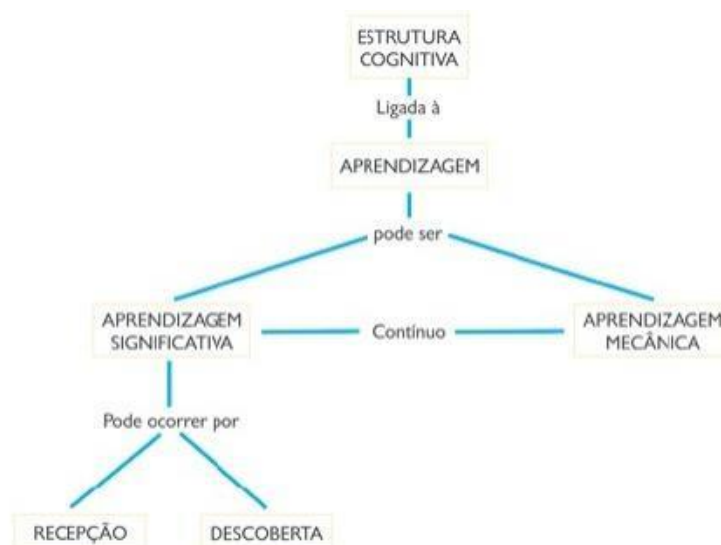 ESTRUTURA
COGNITIVA
Ligada à
APRENDIZAGEM
pode ser
APRENDIZAGEM
SIGNIFICATIVA
Contínuo
APRENDIZAGEM
MECÂNICA
Pode ocorrer por
RECEPÇÃO
DESCOBERTA